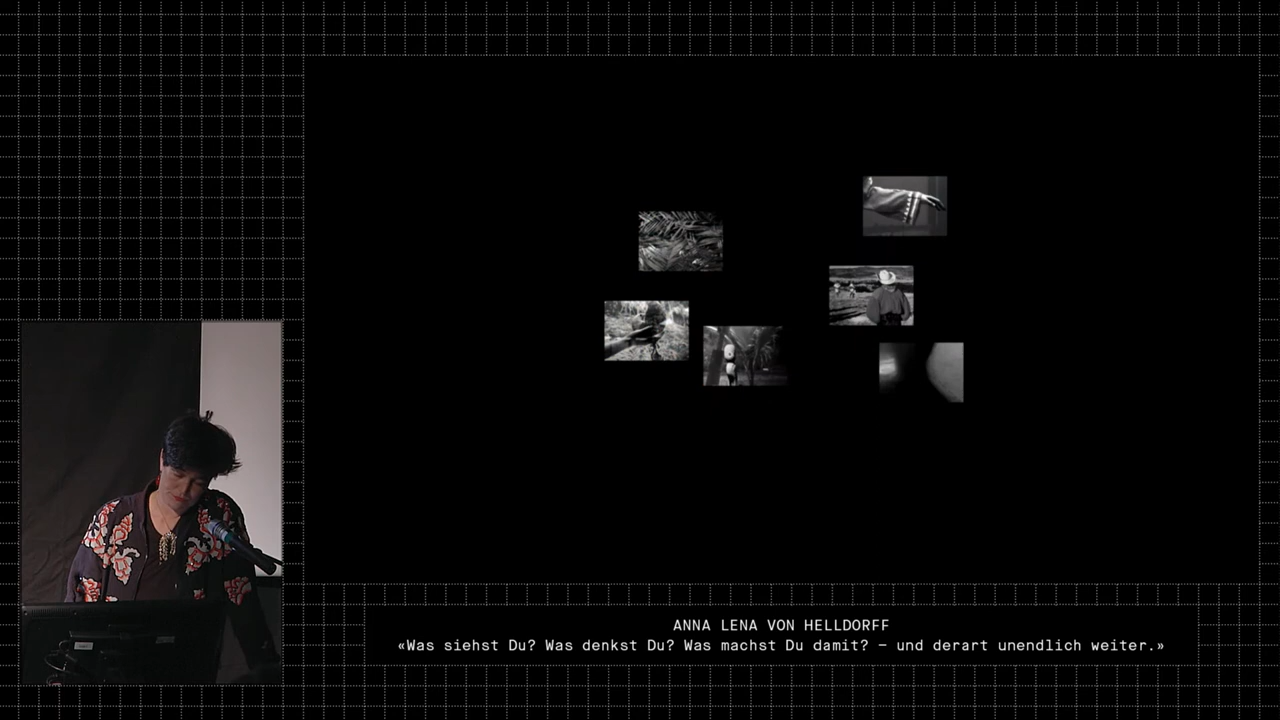 ANNA LENA VON HELLDORFF
«Was siehst Du? Was denkst Du? Was machst Du damit? – und derart unendlich weiter.»